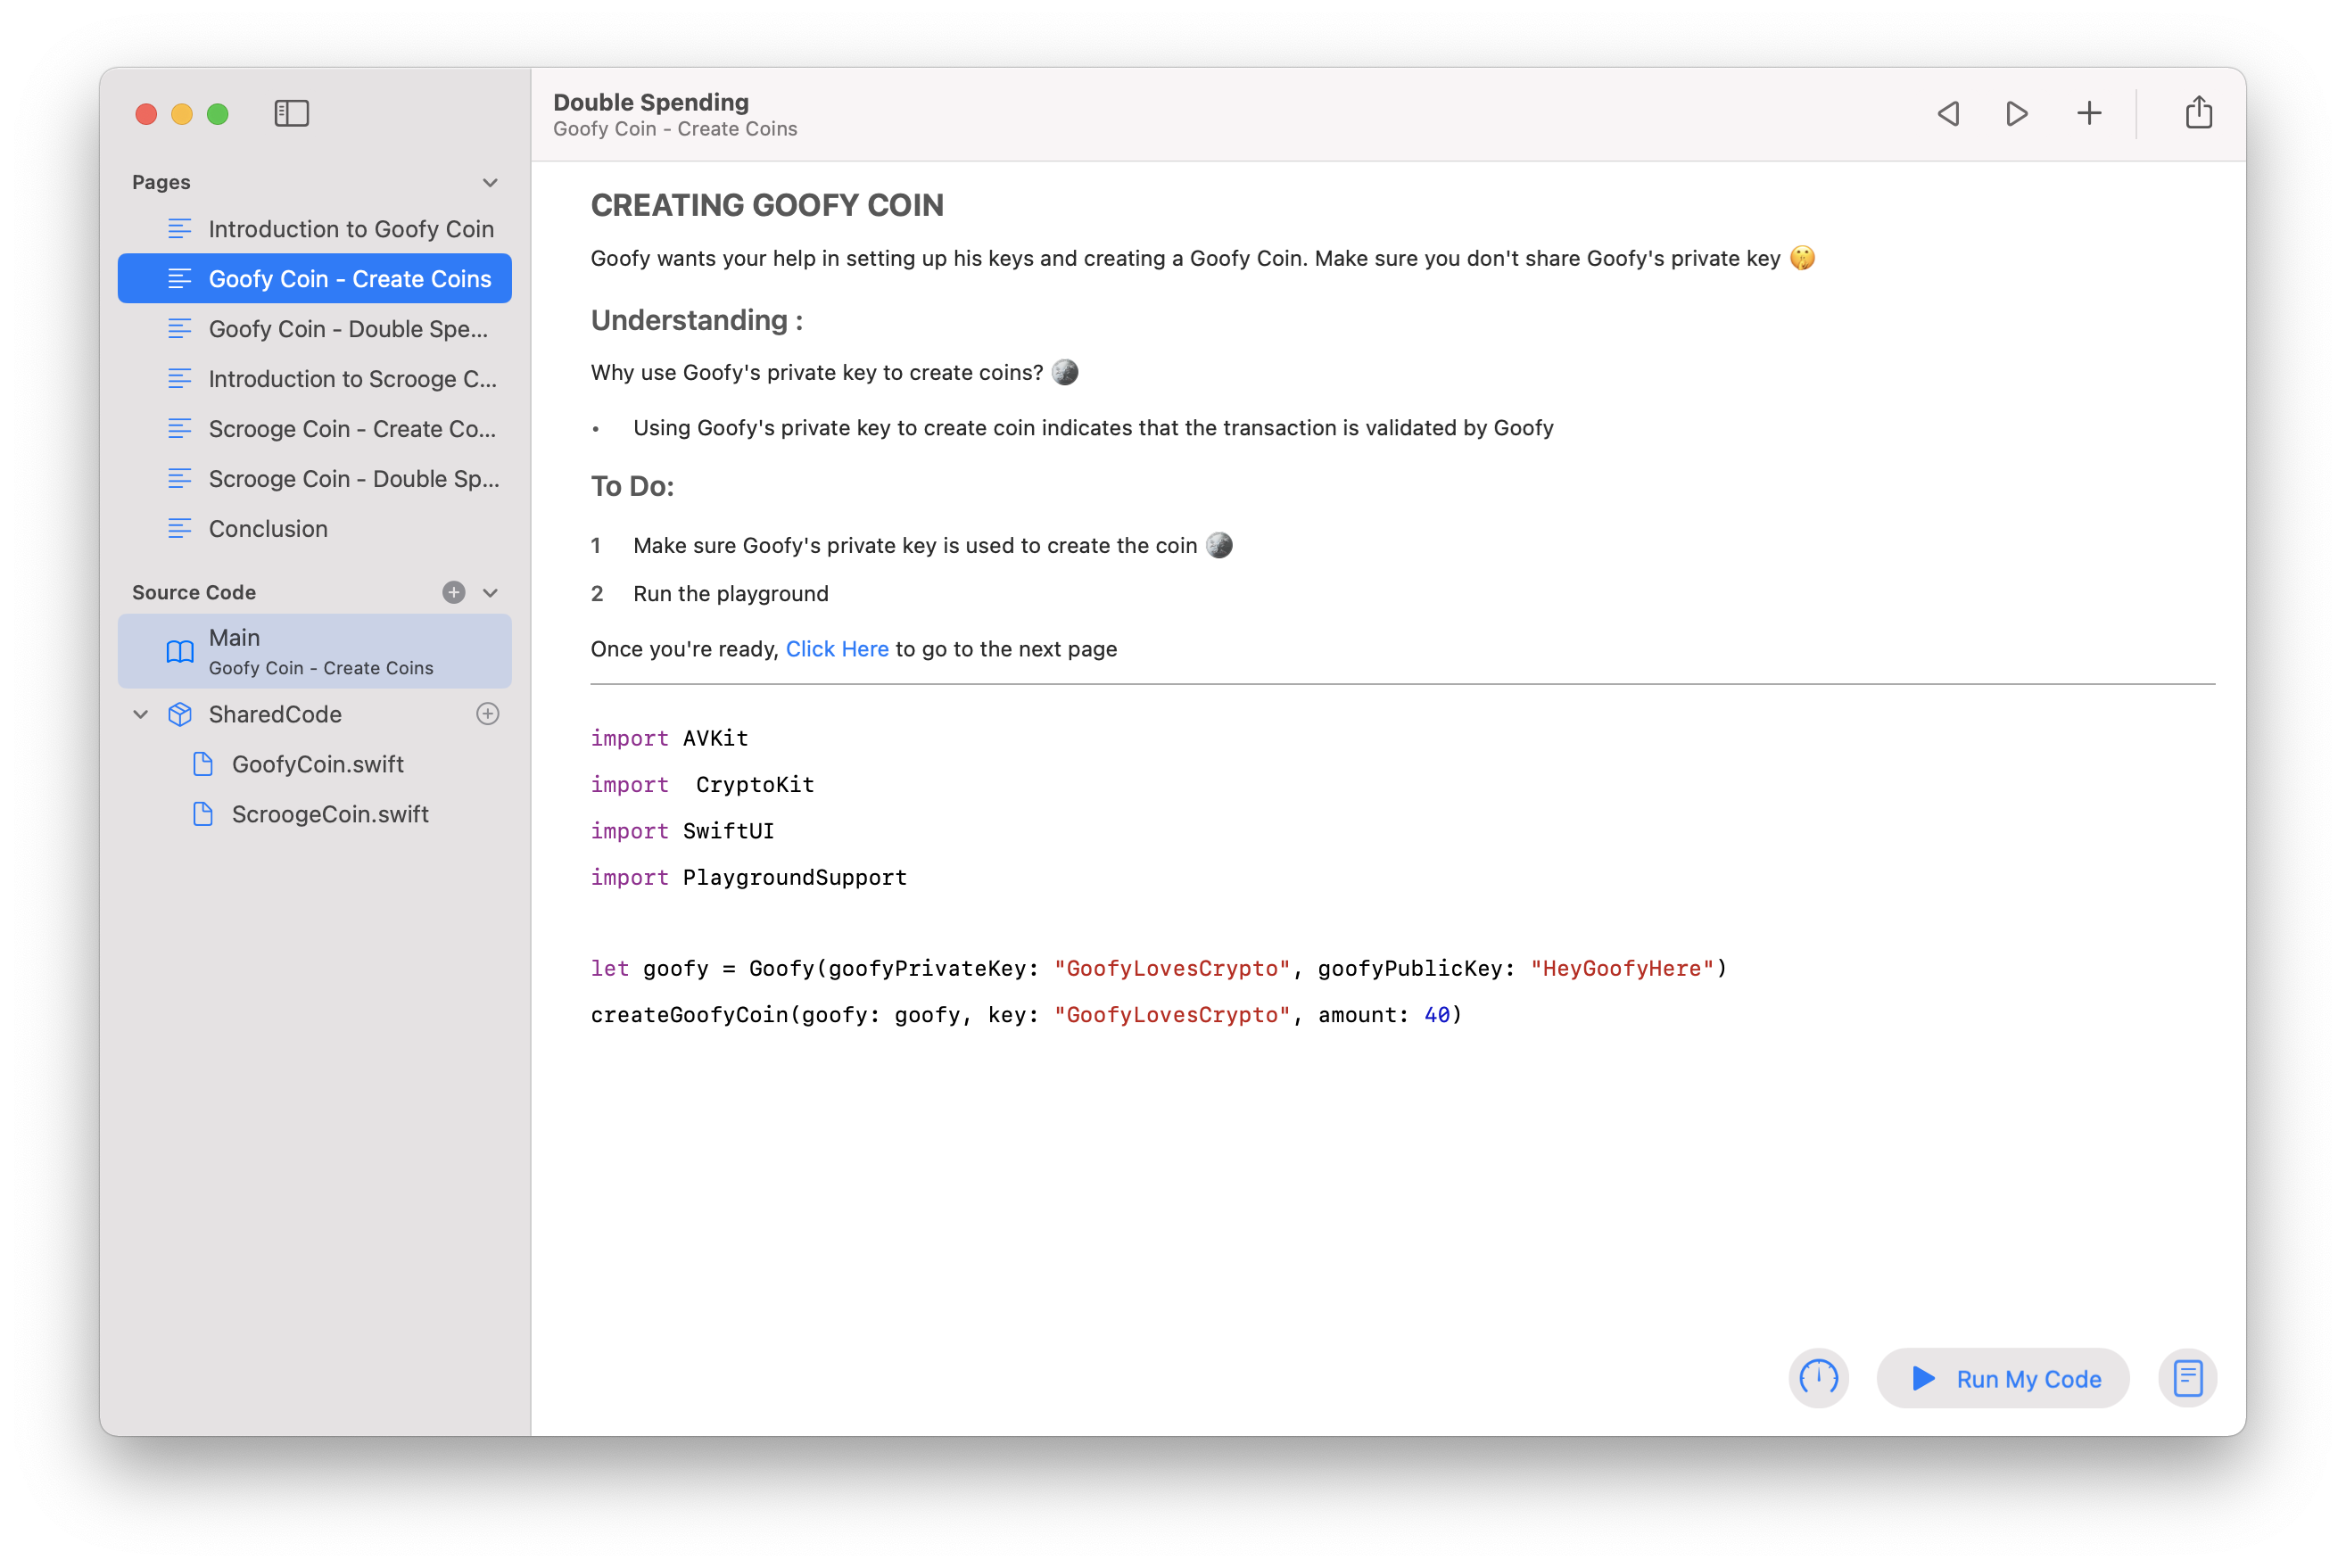 Double Spending
Goofy Coin - Create Coins
Pages
Introduction to Goofy Coin
Goofy Coin - Create Coins
Goofy Coin - Double Spe...
Introduction to Scrooge C...
Scrooge Coin - Create Co...
Scrooge Coin - Double Sp...
Conclusion
Source Code
Main
Goofy Coin - Create Coins
SharedCode
GoofyCoin.swift
ScroogeCoin.swift
CREATING GOOFY COIN
Goofy wants your help in setting up his keys and creating a Goofy Coin. Make sure you don't share Goofy's private key 🤫
Understanding :
Why use Goofy's private key to create coins? 🪙
• Using Goofy's private key to create coin indicates that the transaction is validated by Goofy
To Do:
1 Make sure Goofy's private key is used to create the coin 🪙
2 Run the playground
Once you're ready, Click Here to go to the next page
import AVKit
import  CryptoKit
import SwiftUI
import PlaygroundSupport
let goofy = Goofy(goofyPrivateKey: "GoofyLovesCrypto", goofyPublicKey: "HeyGoofyHere")
createGoofyCoin(goofy: goofy, key: "GoofyLovesCrypto", amount: 40)
Run My Code